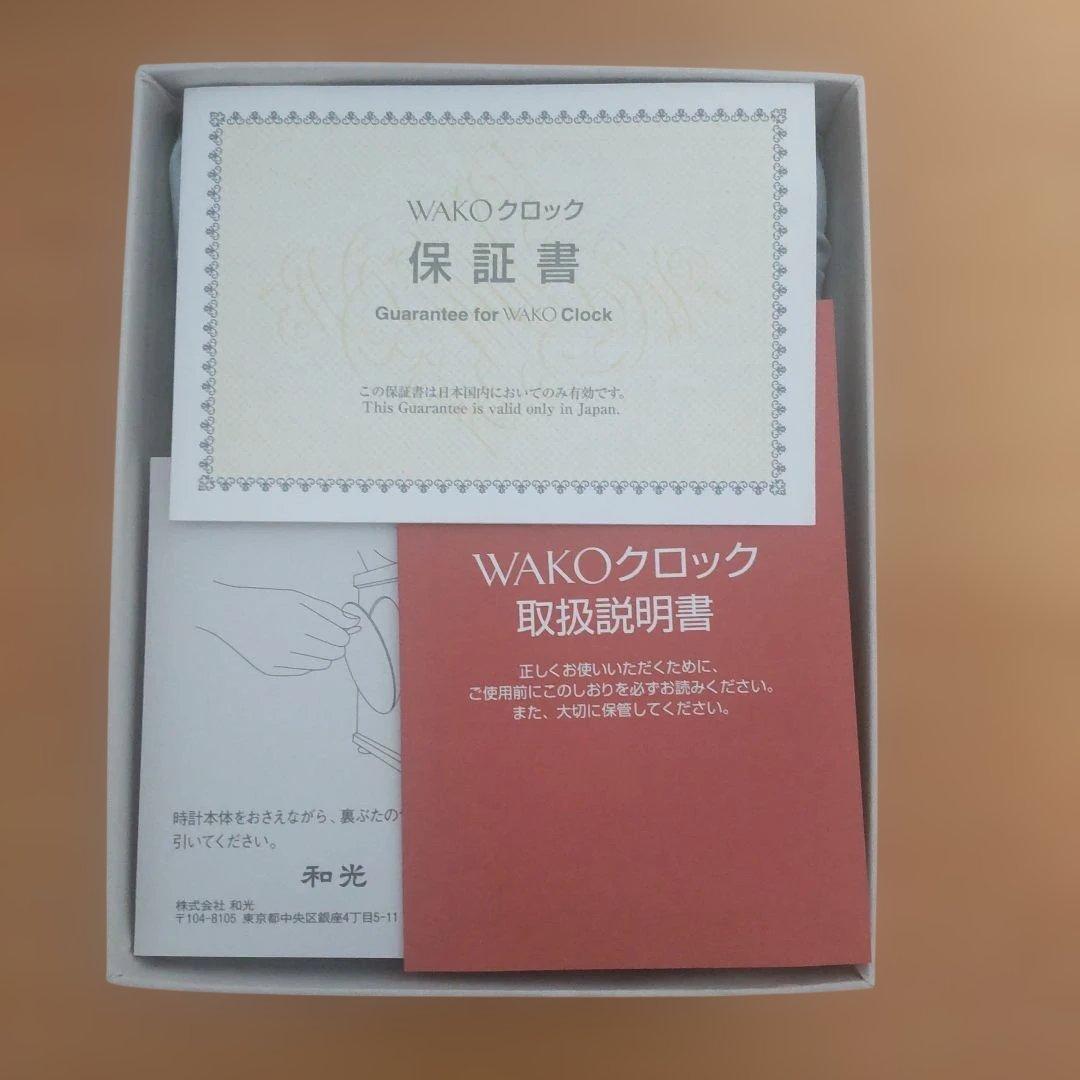 WAKOクロック
保証書
Guarantee for WAKO Clock
この保証書は日本国内においてのみ有効です。
This Guarantee is valid only in Japan.
WAKOクロック
取扱説明書
正しくお使いいただくために、
ご使用前にこのしおりを必ずお読みください。
また、大切に保管してください。
時計本体をおさえながら、裏ぶたの
引いてください。
和光
株式会社 和光
〒104-8105 東京都中央区銀座4丁目5-11